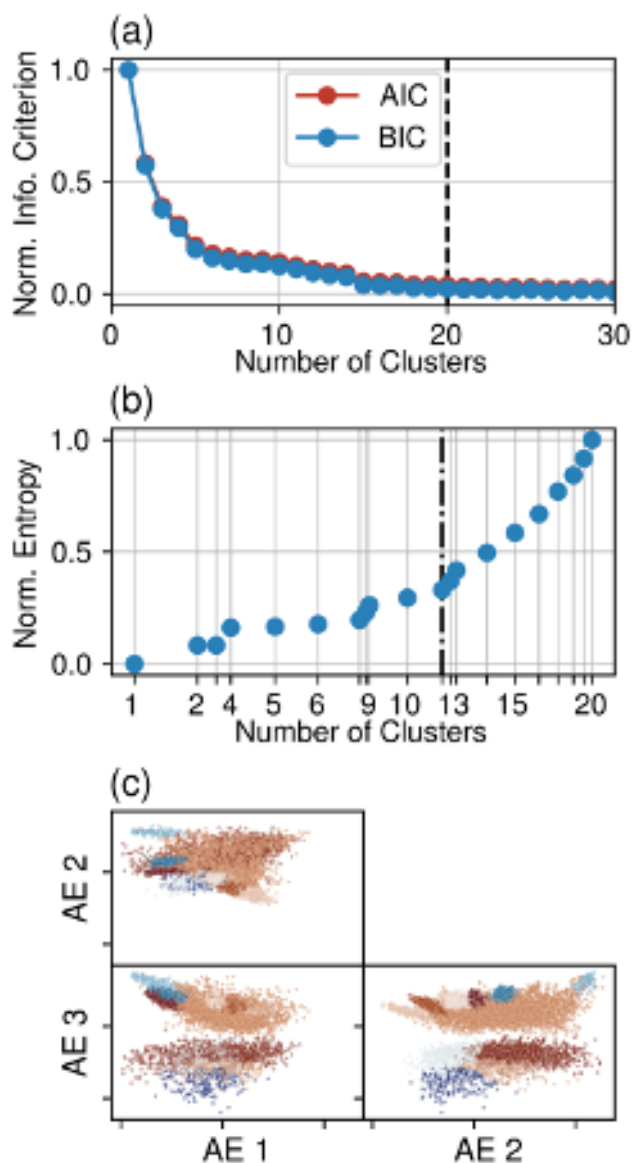 (a)
Norm. Info. Criterion
1.0
0.5
0.0
AIC
BIC
0 10 20 30
Number of Clusters
(b)
Norm. Entropy
1.0
0.5
0.0
1 2 4 5 6 9 10 13 15 20
Number of Clusters
(c)
AE 2
AE 3
AE 1 AE 2